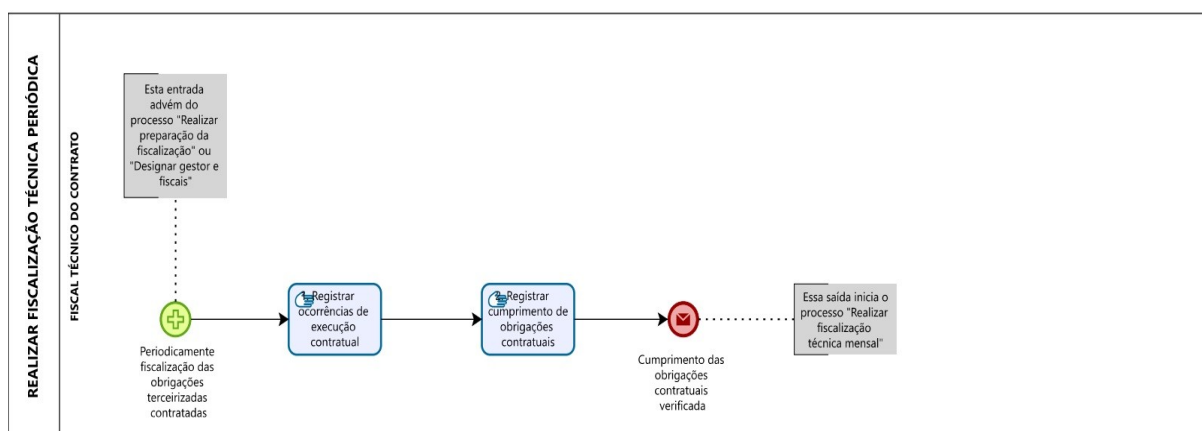 REALIZAR FISCALIZAÇÃO TÉCNICA PERIÓDICA
FISCAL TÉCNICO DO CONTRATO
Esta entrada
advém do
processo "Realizar
preparação da
fiscalização" ou
"Designar gestor e
fiscais"
Periodicamente
fiscalização das
obrigações
terceirizadas
contratadas
1. Registrar
ocorrências de
execução
contratual
2. Registrar
cumprimento de
obrigações
contratuais
Cumprimento das
obrigações
contratuais
verificada
Essa saída inicia o
processo "Realizar
fiscalização
técnica mensal"